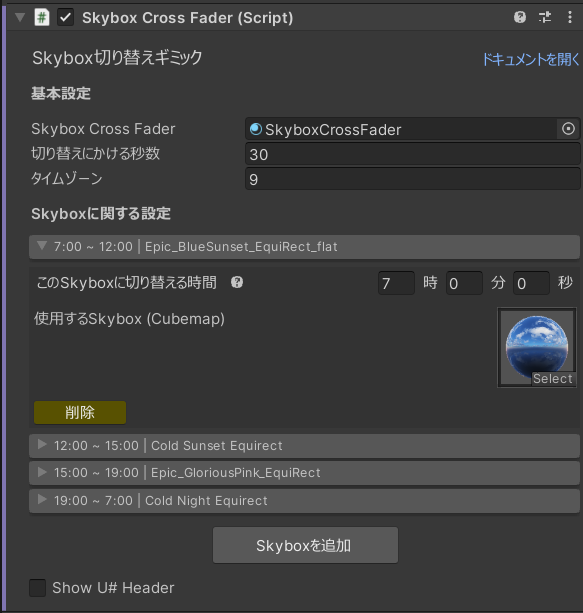 Skybox Cross Fader (Script)
Skybox切り替えギミック
ドキュメントを開く
基本設定
Skybox Cross Fader
SkyboxCrossFader
切り替えにかける秒数
30
タイムゾーン
9
Skyboxに関する設定
7:00 ~ 12:00 | Epic_BlueSunset_EquiRect_flat
このSkyboxに切り替える時間
7 時 0 分 0 秒
使用するSkybox (Cubemap)
Select
削除
12:00 ~ 15:00 | Cold Sunset Equirect
15:00 ~ 19:00 | Epic_GloriousPink_EquiRect
19:00 ~ 7:00 | Cold Night Equirect
Skyboxを追加
Show U# Header